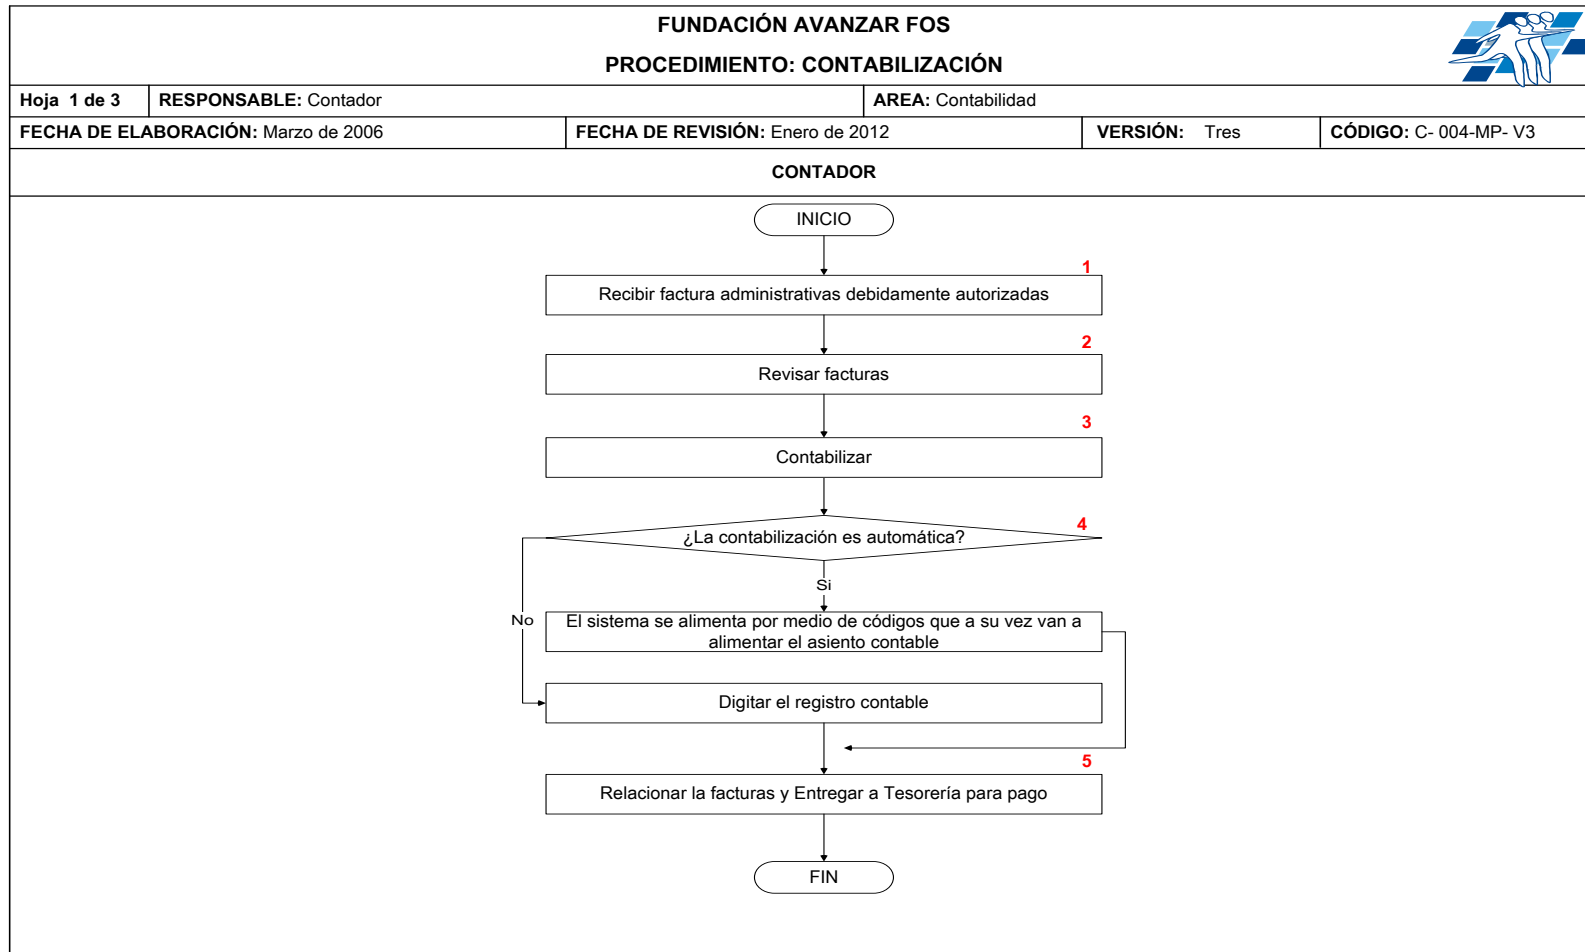 FUNDACIÓN AVANZAR FOS
PROCEDIMIENTO: CONTABILIZACIÓN
Hoja 1 de 3 RESPONSABLE: Contador AREA: Contabilidad
FECHA DE ELABORACIÓN: Marzo de 2006 FECHA DE REVISIÓN: Enero de 2012 VERSIÓN: Tres CÓDIGO: C- 004-MP- V3
CONTADOR
INICIO
1
Recibir factura administrativas debidamente autorizadas
2
Revisar facturas
3
Contabilizar
4
¿La contabilización es automática?
Si
No
El sistema se alimenta por medio de códigos que a su vez van a
alimentar el asiento contable
Digitar el registro contable
5
Relacionar la facturas y Entregar a Tesorería para pago
FIN